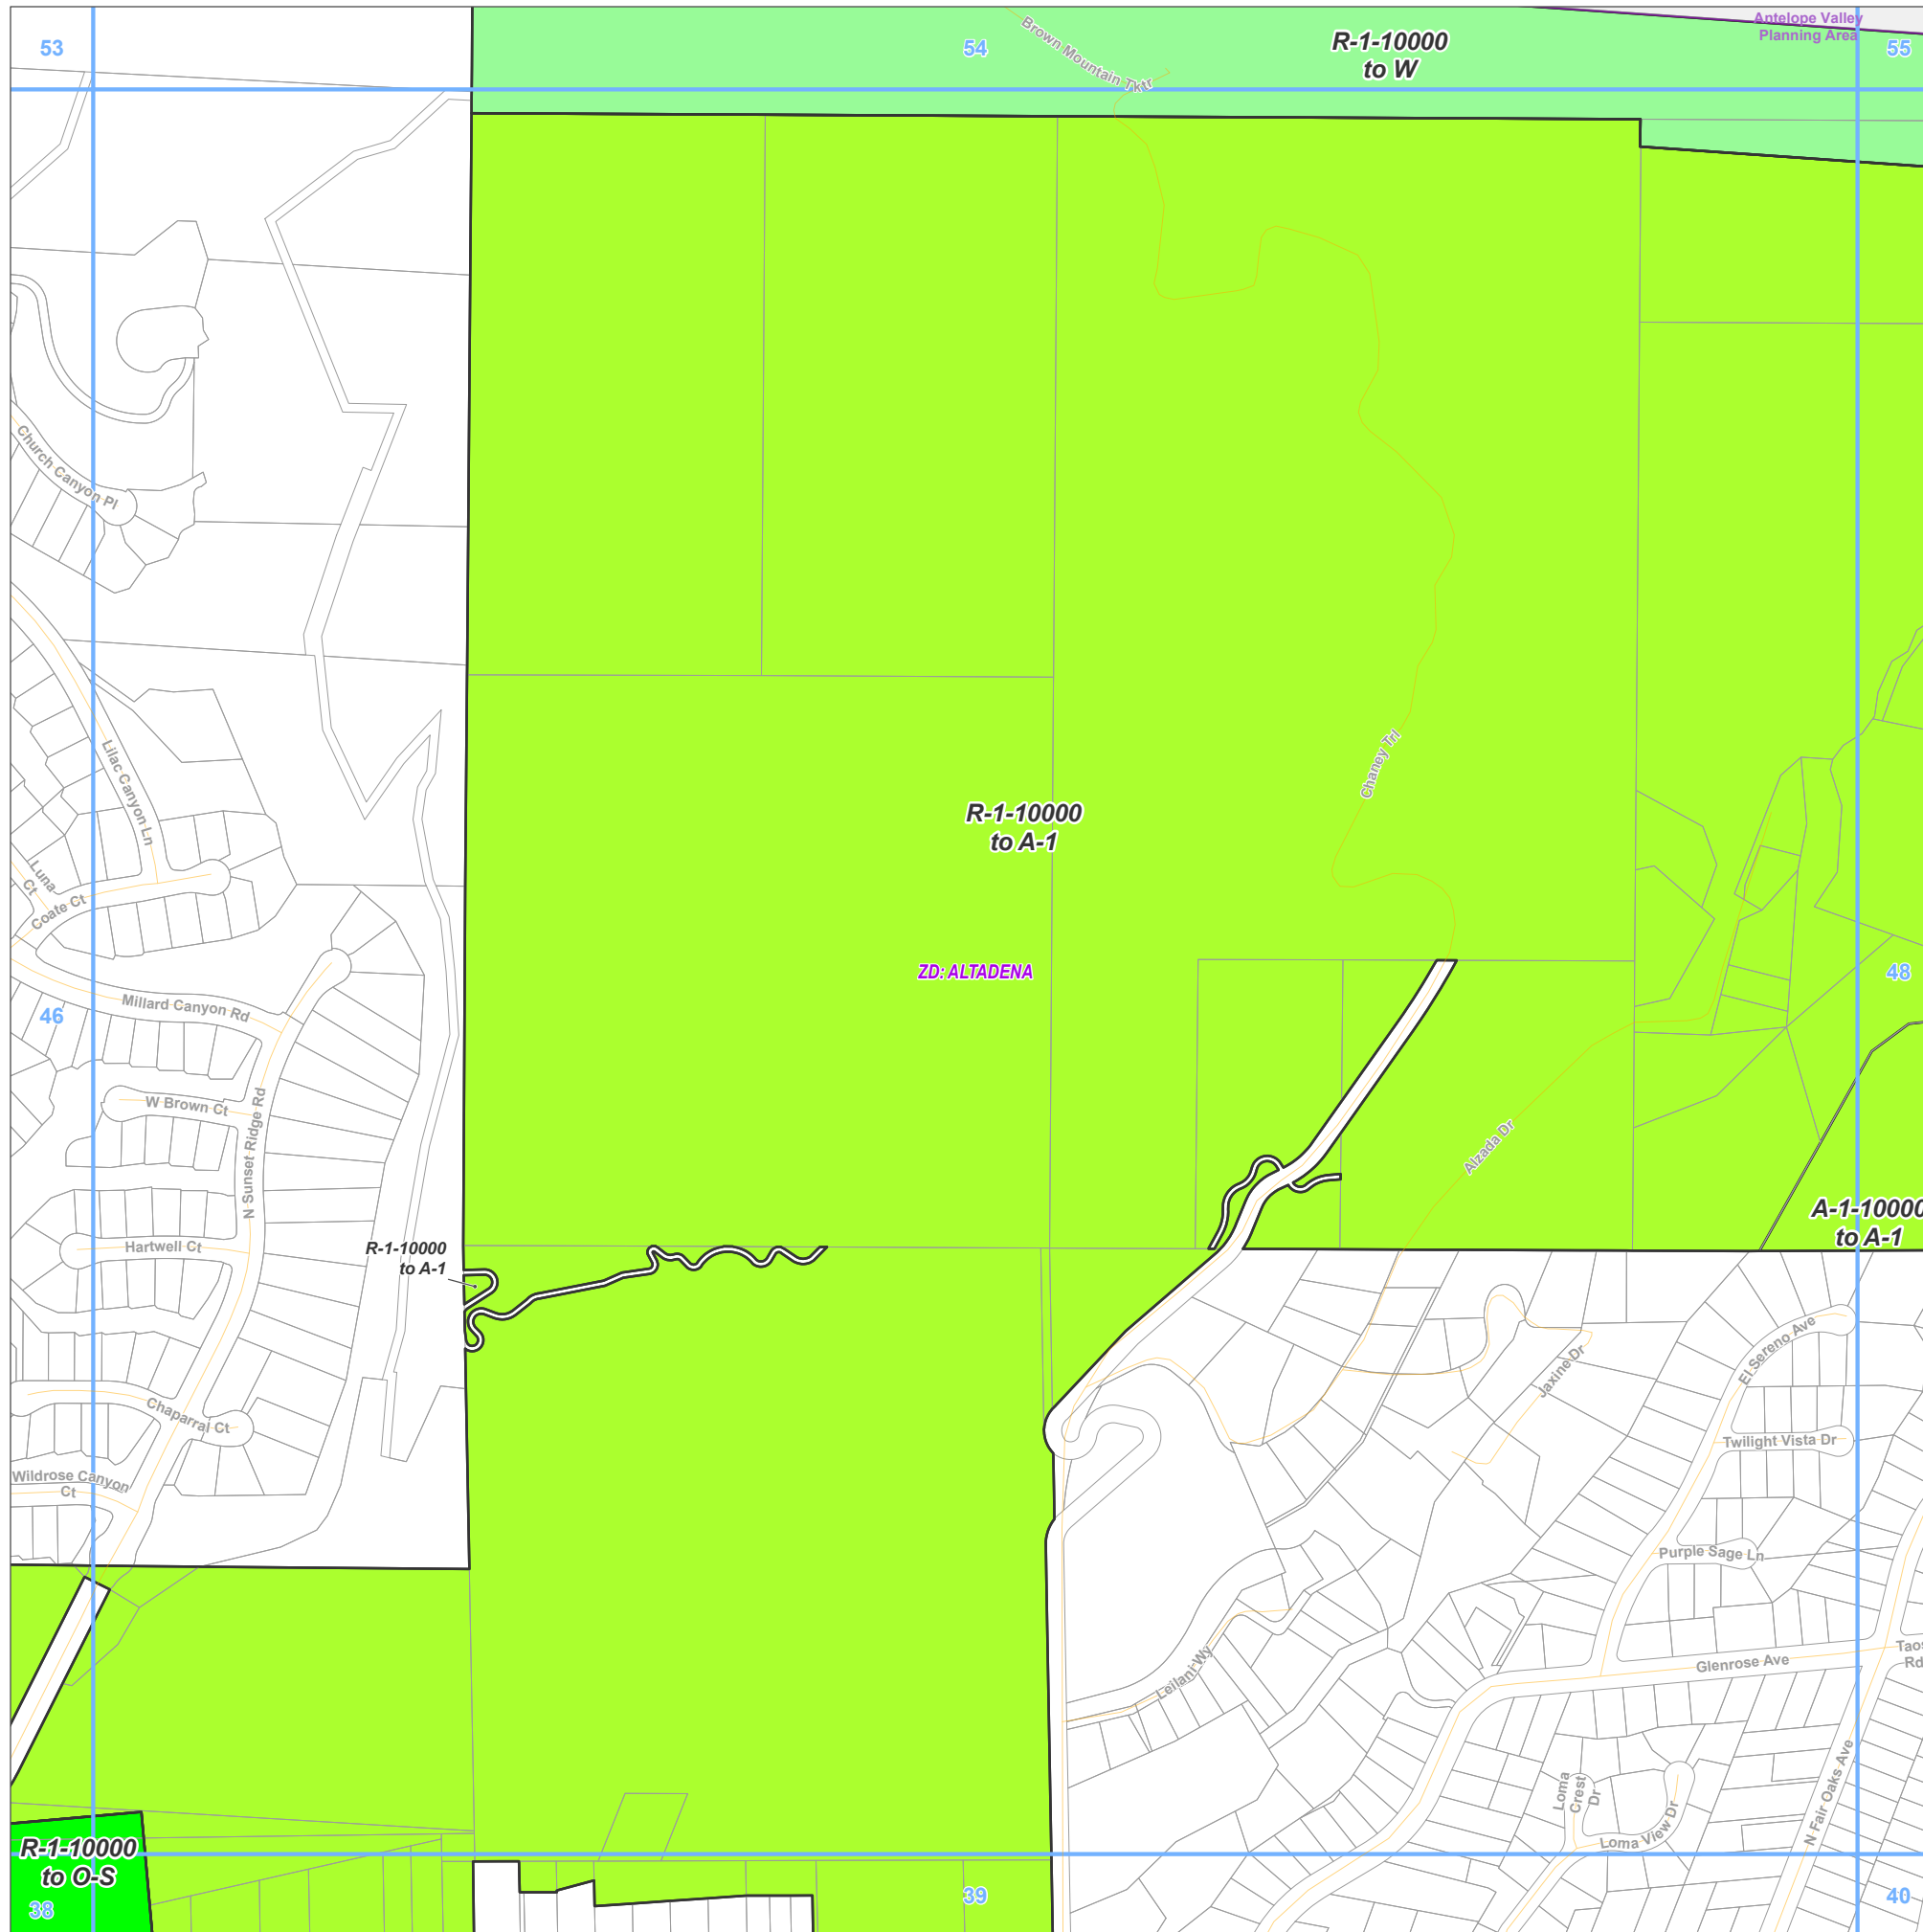 Antelope Valley
Planning Area
53
54
55
Brown Mountain Tktr
R-1-10000
to W
Church Canyon Pl
Lilac Canyon Ln
Chaney Trl
R-1-10000
to A-1
Luna
Ct
Coate Ct
ZD: ALTADENA
48
Millard Canyon Rd
46
W Brown Ct
N Sunset Ridge Rd
Alzada Dr
A-1-10000
to A-1
Hartwell Ct
R-1-10000
to A-1
El Sereno Ave
Jaxine Dr
Chaparral Ct
Twilight Vista Dr
Wildrose Canyon
Ct
Purple Sage Ln
Leilani Wy
Glenrose Ave
Taos
Rd
Loma
Crest
Dr
Loma View Dr
N Fair Oaks Ave
R-1-10000
to O-S
38
39
40